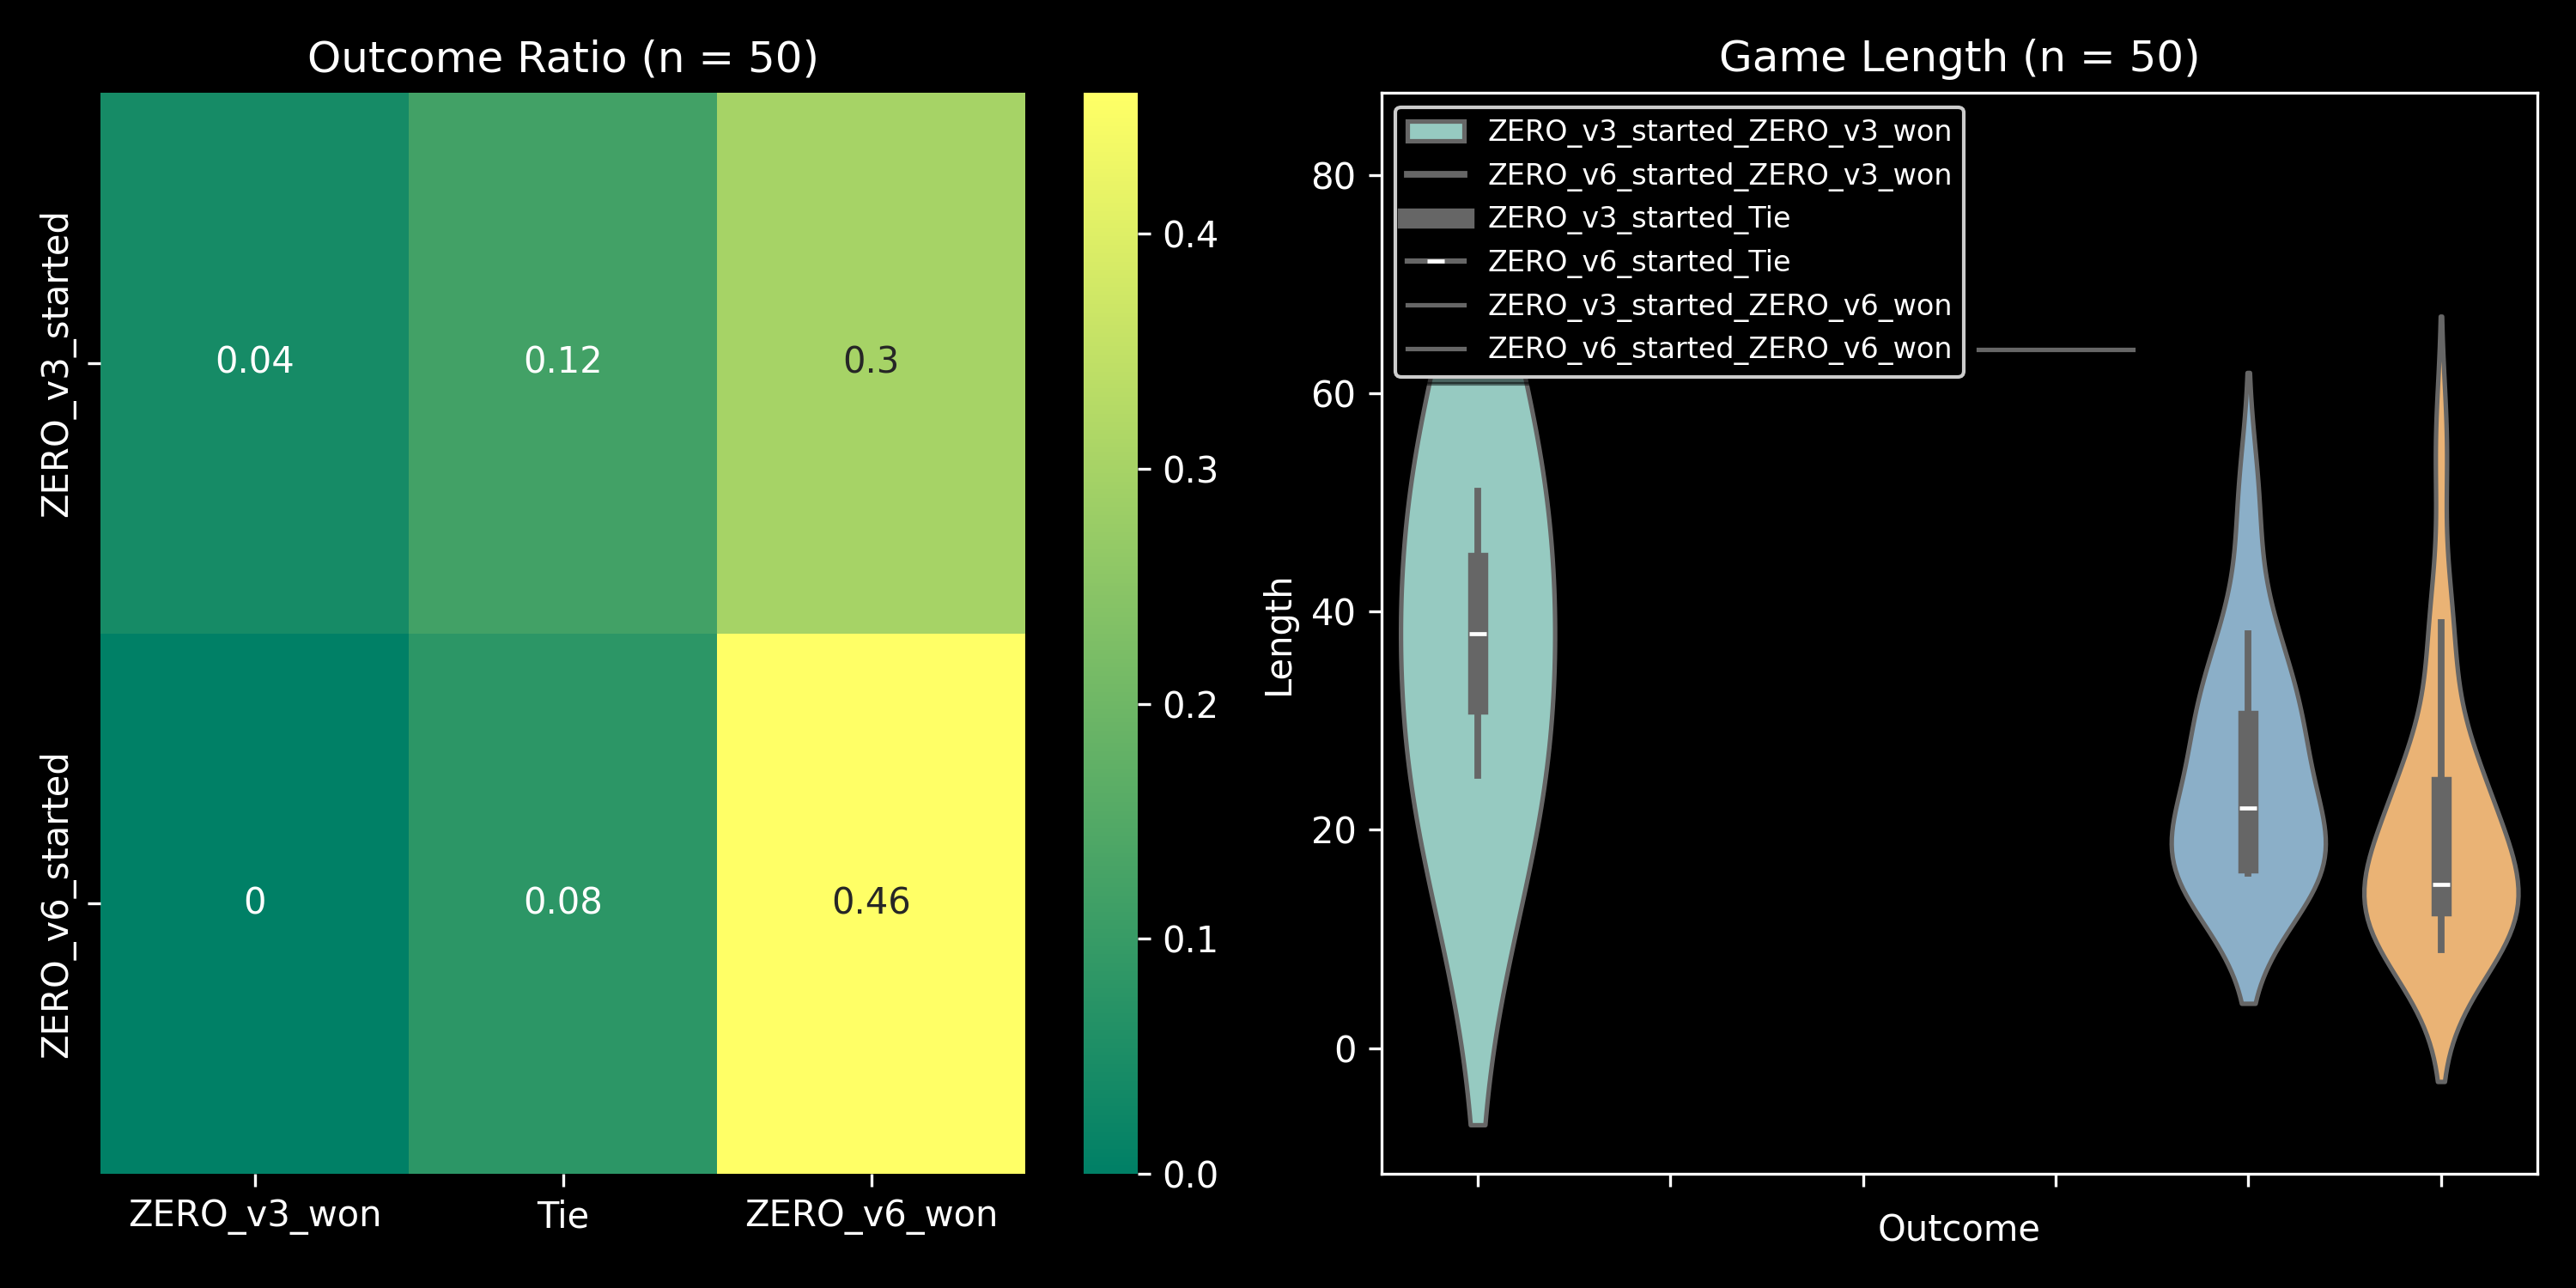 Outcome Ratio (n = 50)
ZERO_v3_started
ZERO_v6_started
0.04
0.12
0.3
0
0.08
0.46
ZERO_v3_won
Tie
ZERO_v6_won
0.4
0.3
0.2
0.1
0.0
Game Length (n = 50)
ZERO_v3_started_ZERO_v3_won
ZERO_v6_started_ZERO_v3_won
ZERO_v3_started_Tie
ZERO_v6_started_Tie
ZERO_v3_started_ZERO_v6_won
ZERO_v6_started_ZERO_v6_won
Length
80
60
40
20
0
Outcome